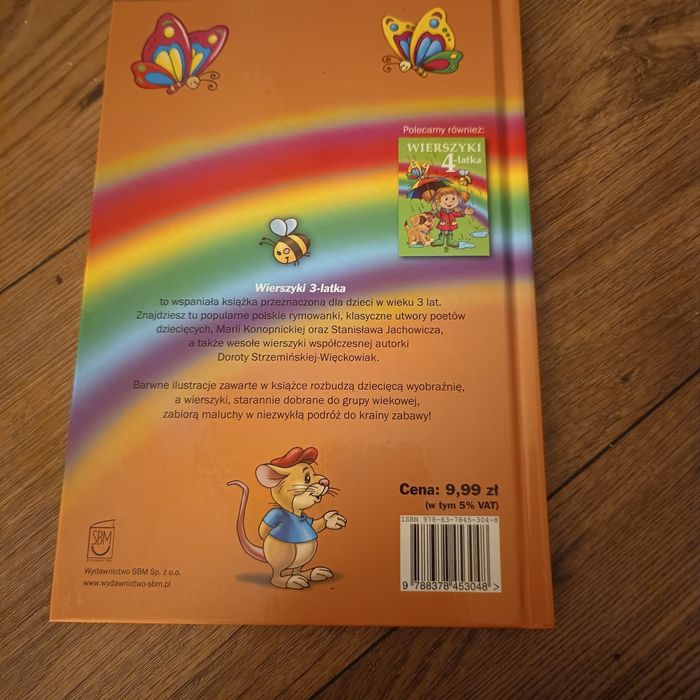 Polecamy również:
WIERSZYKI
4-latka
Wierszyki 3-latka
to wspaniała książka przeznaczona dla dzieci w wieku 3 lat.
Znajdziesz tu popularne polskie rymowanki, klasyczne utwory poetów
dziecięcych, Marii Konopnickiej oraz Stanisława Jachowicza,
a także wesołe wierszyki współczesnej autorki
Doroty Strzemińskiej-Więckowiak.
Barwne ilustracje zawarte w książce rozbudzą dziecięcą wyobraźnię,
a wierszyki, starannie dobrane do grupy wiekowej,
zabiorą maluchy w niezwykłą podróż do krainy zabawy!
Cena: 9,99 zł
(w tym 5% VAT)
ISBN 978-83-7845-304-8
9 788378 453048 >
SBM
Wydawnictwo SBM Sp. z o.o.
www.wydawnictwo-sbm.pl